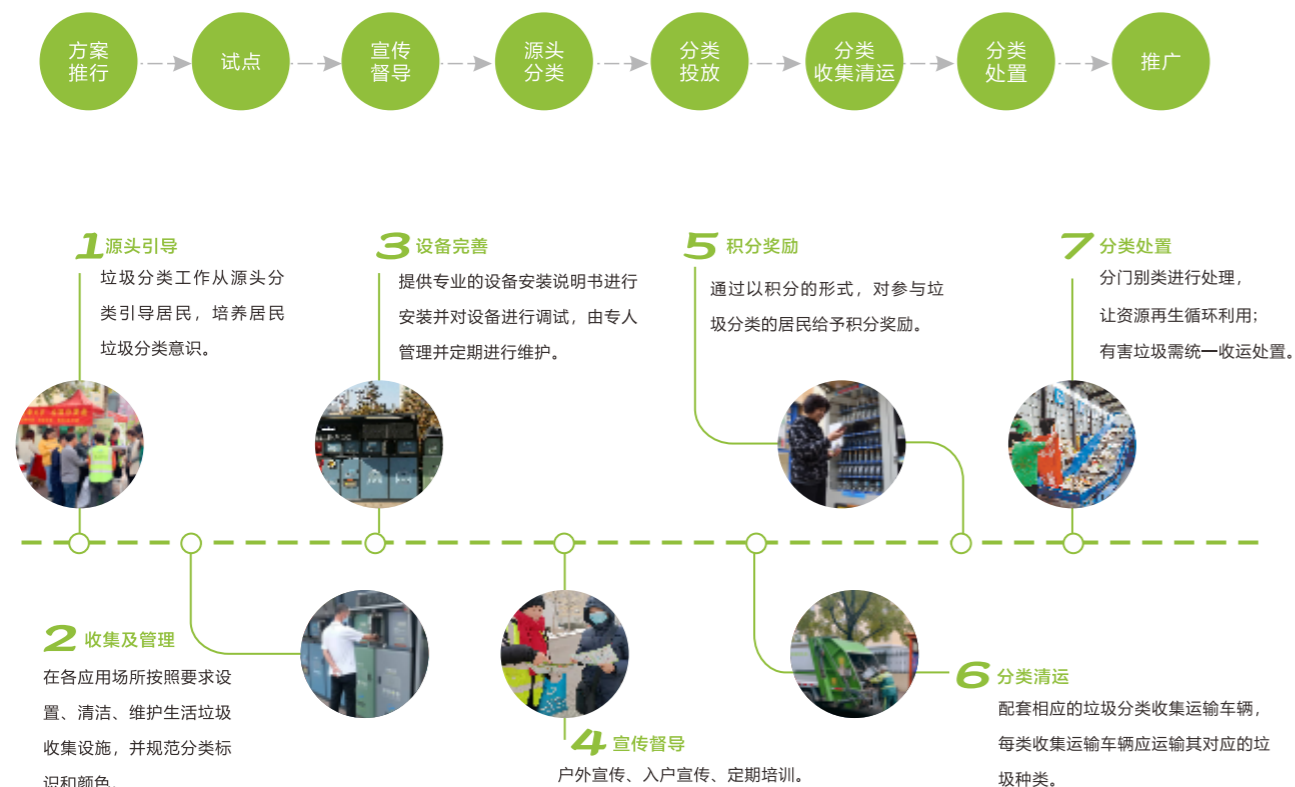 方案
推行
试点
宣传
督导
源头
分类
分类
投放
分类
收集清运
分类
处置
推广
1 源头引导
垃圾分类工作从源头分
类引导居民，培养居民
垃圾分类意识。
3 设备完善
提供专业的设备安装说明书进行
安装并对设备进行调试，由专人
管理并定期进行维护。
5 积分奖励
通过以积分的形式，对参与垃
圾分类的居民给予积分奖励。
7 分类处置
分门别类进行处理，
让资源再生循环利用；
有害垃圾需统一收运处置。
2 收集及管理
在各应用场所按照要求设
置、清洁、维护生活垃圾
收集设施，并规范分类标
识和颜色.
4 宣传督导
户外宣传、入户宣传、定期培训。
6 分类清运
配套相应的垃圾分类收集运输车辆，
每类收集运输车辆应运输其对应的垃
圾种类。